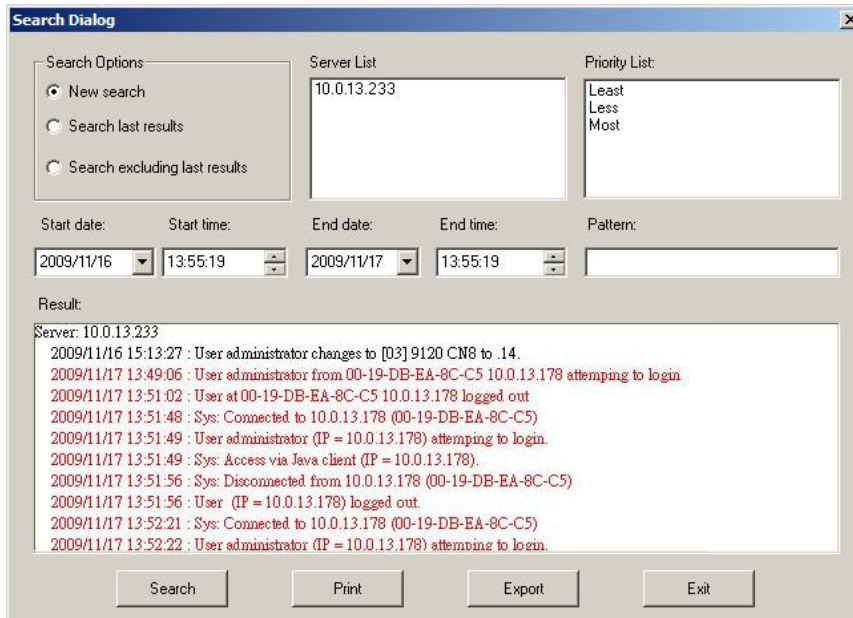 Search Dialog
Search Options
New search
Search last results
Search excluding last results
Server List
10.0.13.233
Priority List:
Least
Less
Most
Start date:
Start time:
End date:
End time:
Pattern:
2009/11/16
13:55:19
2009/11/17
13:55:19
Result:
Server: 10.0.13.233
2009/11/16 15:13:27 : User administrator changes to [03] 9120 CN8 to .14.
2009/11/17 13:49:06 : User administrator from 00-19-DB-EA-8C-C5 10.0.13.178 attemping to login
2009/11/17 13:51:02 : User at 00-19-DB-EA-8C-C5 10.0.13.178 logged out
2009/11/17 13:51:48 : Sys: Connected to 10.0.13.178 (00-19-DB-EA-8C-C5)
2009/11/17 13:51:49 : User administrator (IP = 10.0.13.178) attemping to login.
2009/11/17 13:51:49 : Sys: Access via Java client (IP = 10.0.13.178).
2009/11/17 13:51:56 : Sys: Disconnected from 10.0.13.178 (00-19-DB-EA-8C-C5)
2009/11/17 13:51:56 : User (IP = 10.0.13.178) logged out.
2009/11/17 13:52:21 : Sys: Connected to 10.0.13.178 (00-19-DB-EA-8C-C5)
2009/11/17 13:52:22 : User administrator (IP = 10.0.13.178) attemping to login.
Search
Print
Export
Exit